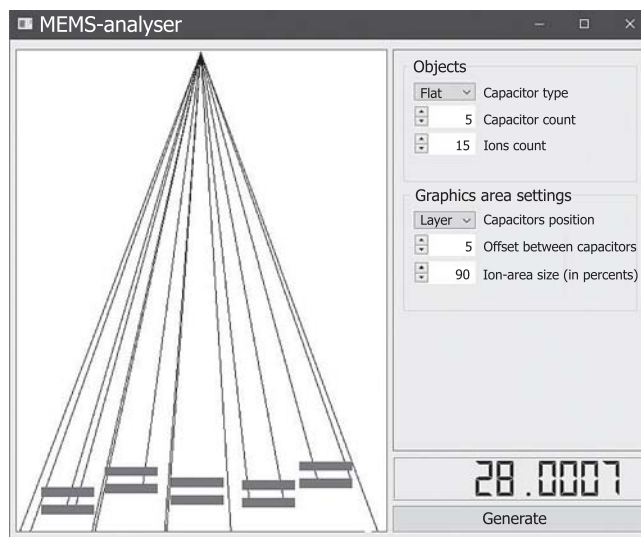 MEMS-analyser
Objects
Flat Capacitor type
5 Capacitor count
15 Ions count
Graphics area settings
Layer Capacitors position
5 Offset between capacitors
90 Ion-area size (in percents)
28.0007
Generate